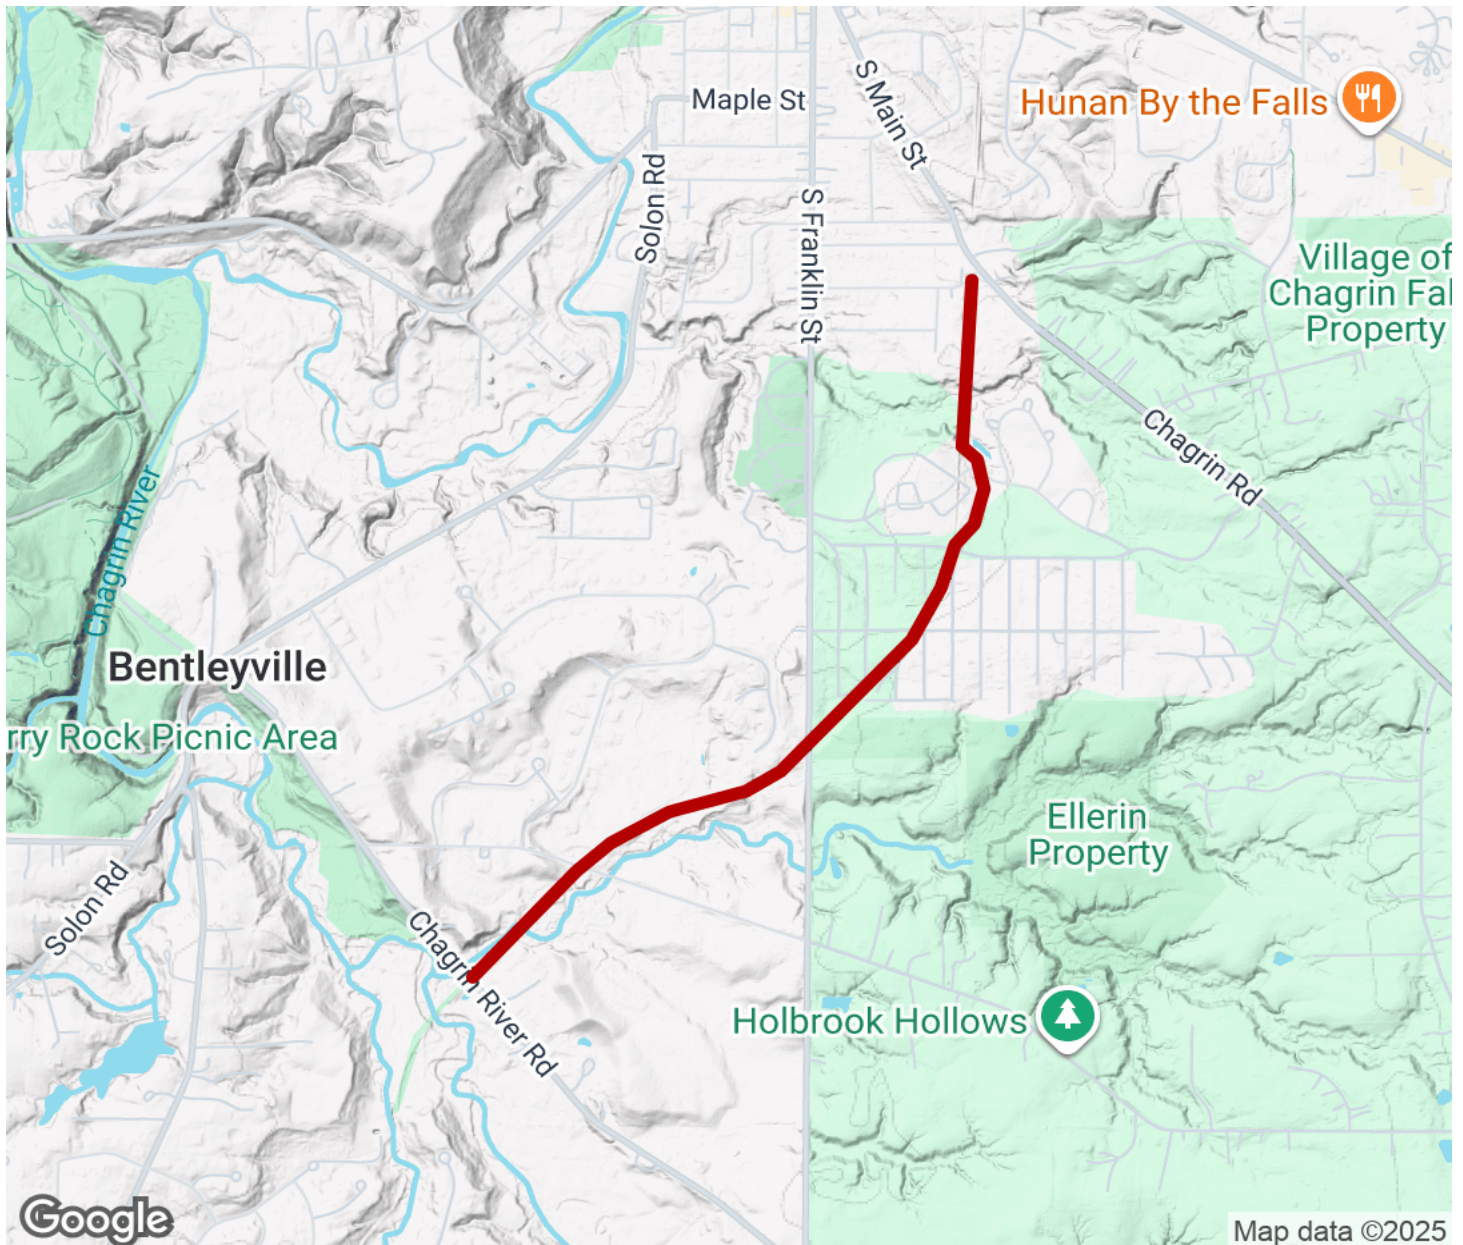 Maple St
S Main St
Hunan By the Falls
Solon Rd
S Franklin St
Village of
Chagrin Fal
Property
Chagrin Rd
Chagrin River
Bentleyville
rry Rock Picnic Area
Ellerin
Property
Solon Rd
Chagrin River Rd
Holbrook Hollows
Google
Map data ©2025